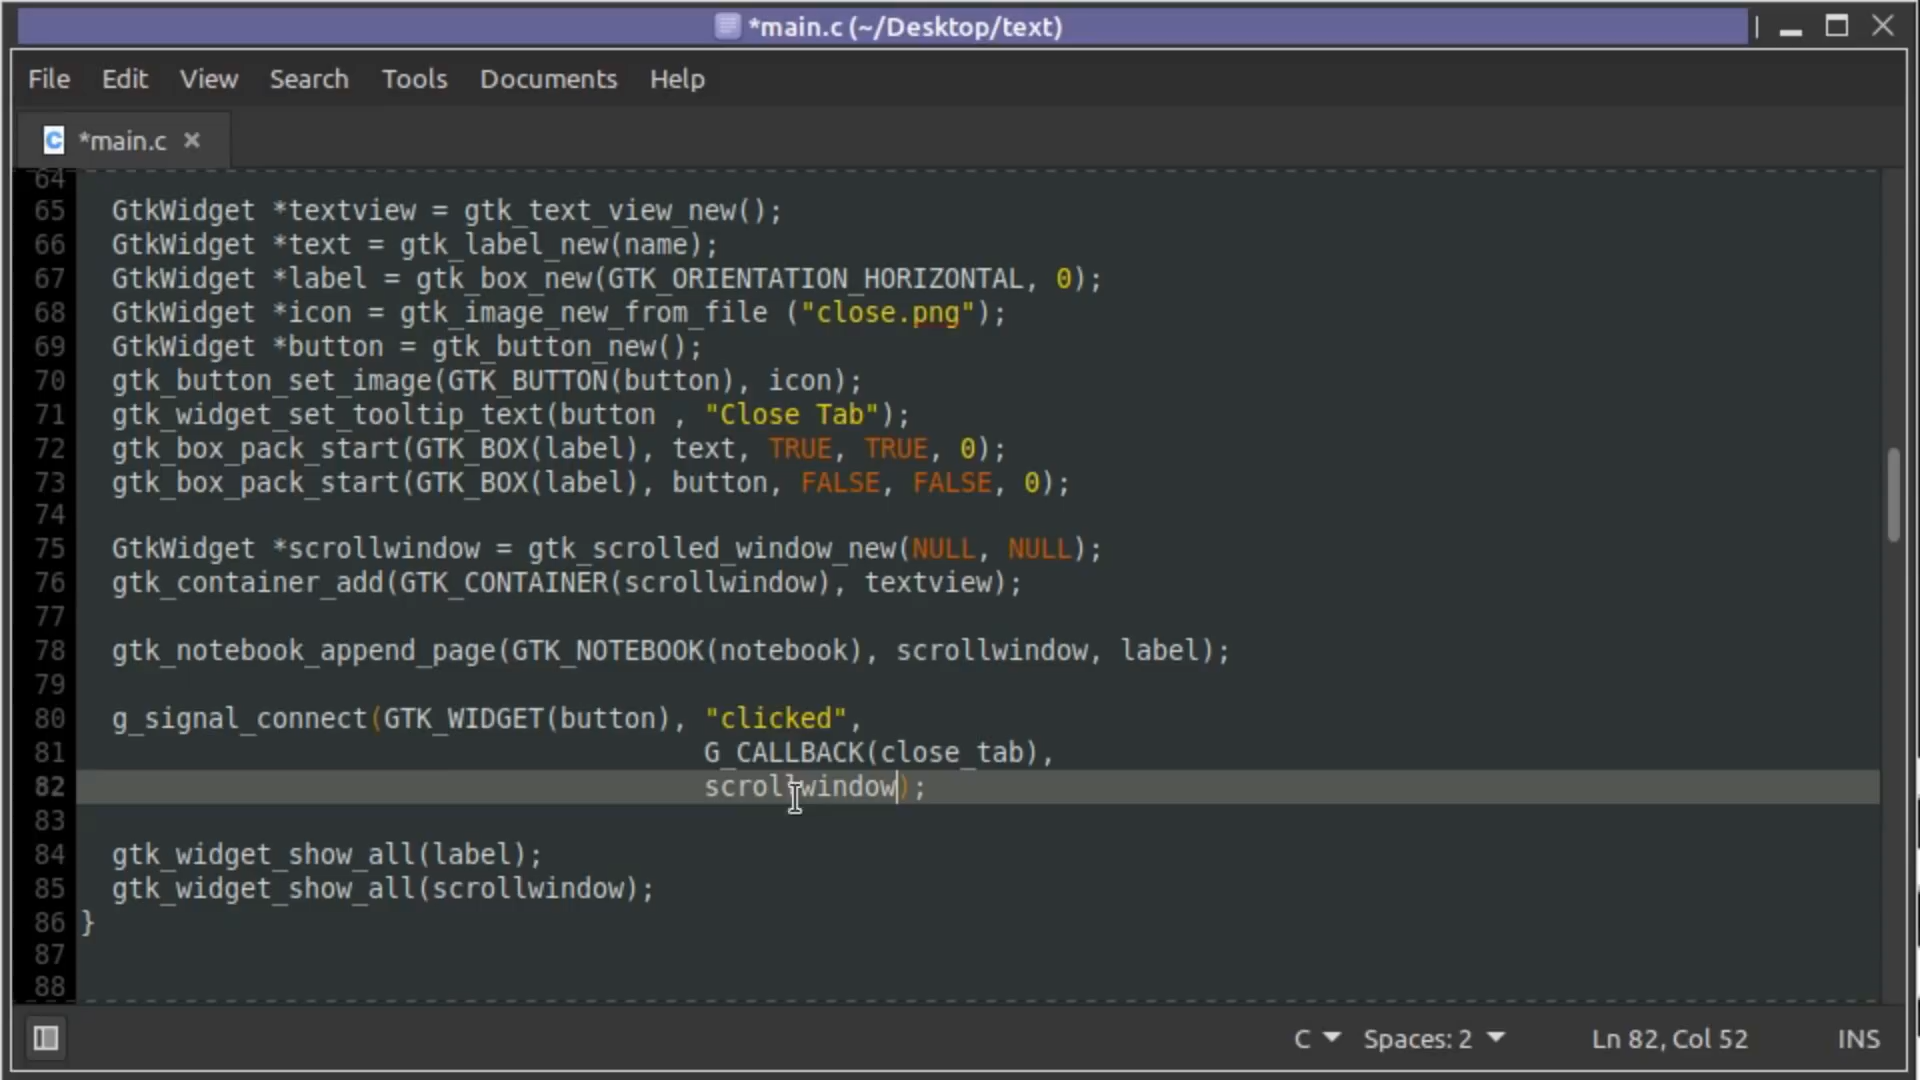 *main.c (~/Desktop/text)
File Edit View Search Tools Documents Help
C *main.c
64
65 GtkWidget *textview = gtk_text_view_new();
66 GtkWidget *text = gtk_label_new(name);
67 GtkWidget *label = gtk_box_new(GTK_ORIENTATION_HORIZONTAL, 0);
68 GtkWidget *icon = gtk_image_new_from_file ("close.png");
69 GtkWidget *button = gtk_button_new();
70 gtk_button_set_image(GTK_BUTTON(button), icon);
71 gtk_widget_set_tooltip_text(button , "Close Tab");
72 gtk_box_pack_start(GTK_BOX(label), text, TRUE, TRUE, 0);
73 gtk_box_pack_start(GTK_BOX(label), button, FALSE, FALSE, 0);
74
75 GtkWidget *scrollwindow = gtk_scrolled_window_new(NULL, NULL);
76 gtk_container_add(GTK_CONTAINER(scrollwindow), textview);
77
78 gtk_notebook_append_page(GTK_NOTEBOOK(notebook), scrollwindow, label);
79
80 g_signal_connect(GTK_WIDGET(button), "clicked",
81 G_CALLBACK(close_tab),
82 scrollwindow);
83
84 gtk_widget_show_all(label);
85 gtk_widget_show_all(scrollwindow);
86 }
87
88
C Spaces: 2 Ln 82, Col 52 INS